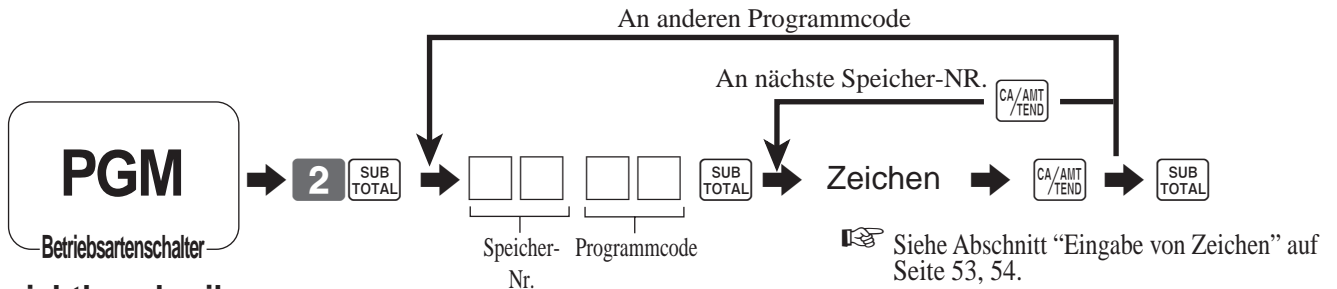 An anderen Programmcode
An nächste Speicher-NR.
CA/AMT
/TEND
PGM
2
SUB
TOTAL
SUB
TOTAL
Zeichen
CA/AMT
/TEND
SUB
TOTAL
Betriebsartenschalter
Speicher-
Nr.
Programmcode
☞ Siehe Abschnitt “Eingabe von Zeichen” auf
Seite 53, 54.